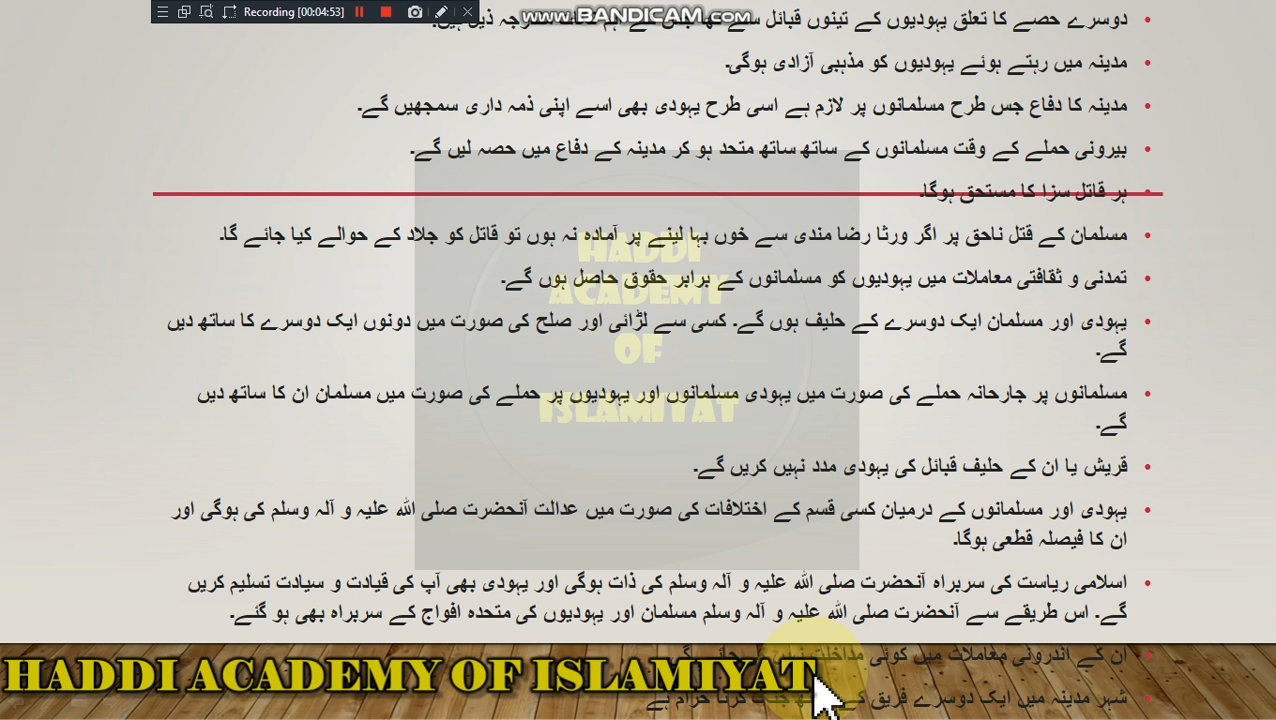 Recording [00:04:53]
www.BANDICAM.com
دوسرے حصے کا تعلق یہودیوں کے تینوں قبائل سے تھا
مدینہ میں رہتے ہوئے یہودیوں کو مذہبی آزادی ہوگی۔
مدینہ کا دفاع جس طرح مسلمانوں پر لازم ہے اسی طرح یہودی بھی اسے اپنی ذمہ داری سمجھیں گے۔
بیرونی حملے کے وقت مسلمانوں کے ساتھ ساتھ متحد ہو کر مدینہ کے دفاع میں حصہ لیں گے۔
ہر قاتل سزا کا مستحق ہوگا۔
مسلمان کے قتل ناحق پر اگر ورثا رضا مندی سے خوں بہا لینے پر آمادہ نہ ہوں تو قاتل کو جلاد کے حوالے کیا جائے گا۔
تمدنی و ثقافتی معاملات میں یہودیوں کو مسلمانوں کے برابر حقوق حاصل ہوں گے۔
یہودی اور مسلمان ایک دوسرے کے حلیف ہوں گے۔ کسی سے لڑائی اور صلح کی صورت میں دونوں ایک دوسرے کا ساتھ دیں
گے۔
مسلمانوں پر جارحانہ حملے کی صورت میں یہودی مسلمانوں اور یہودیوں پر حملے کی صورت میں مسلمان ان کا ساتھ دیں
گے۔
قریش یا ان کے حلیف قبائل کی یہودی مدد نہیں کریں گے۔
یہودی اور مسلمانوں کے درمیان کسی قسم کے اختلافات کی صورت میں عدالت آنحضرت صلی اللہ علیہ و آلہ وسلم کی ہوگی اور
ان کا فیصلہ قطعی ہوگا۔
اسلامی ریاست کی سربراہ آنحضرت صلی اللہ علیہ و آلہ وسلم کی ذات ہوگی اور یہودی بھی آپ کی قیادت و سیادت تسلیم کریں
گے۔ اس طریقے سے آنحضرت صلی اللہ علیہ و آلہ وسلم مسلمان اور یہودیوں کی متحدہ افواج کے سربراہ بھی ہو گئے۔
ان کے اندرونی معاملات میں کوئی مداخلت نہیں
شہر مدینہ میں ایک دوسرے فریق کے جنگ کرنا حرام ہے
HADDI
ACADEMY
OF
ISLAMIYAT
HADDI ACADEMY OF ISLAMIYAT